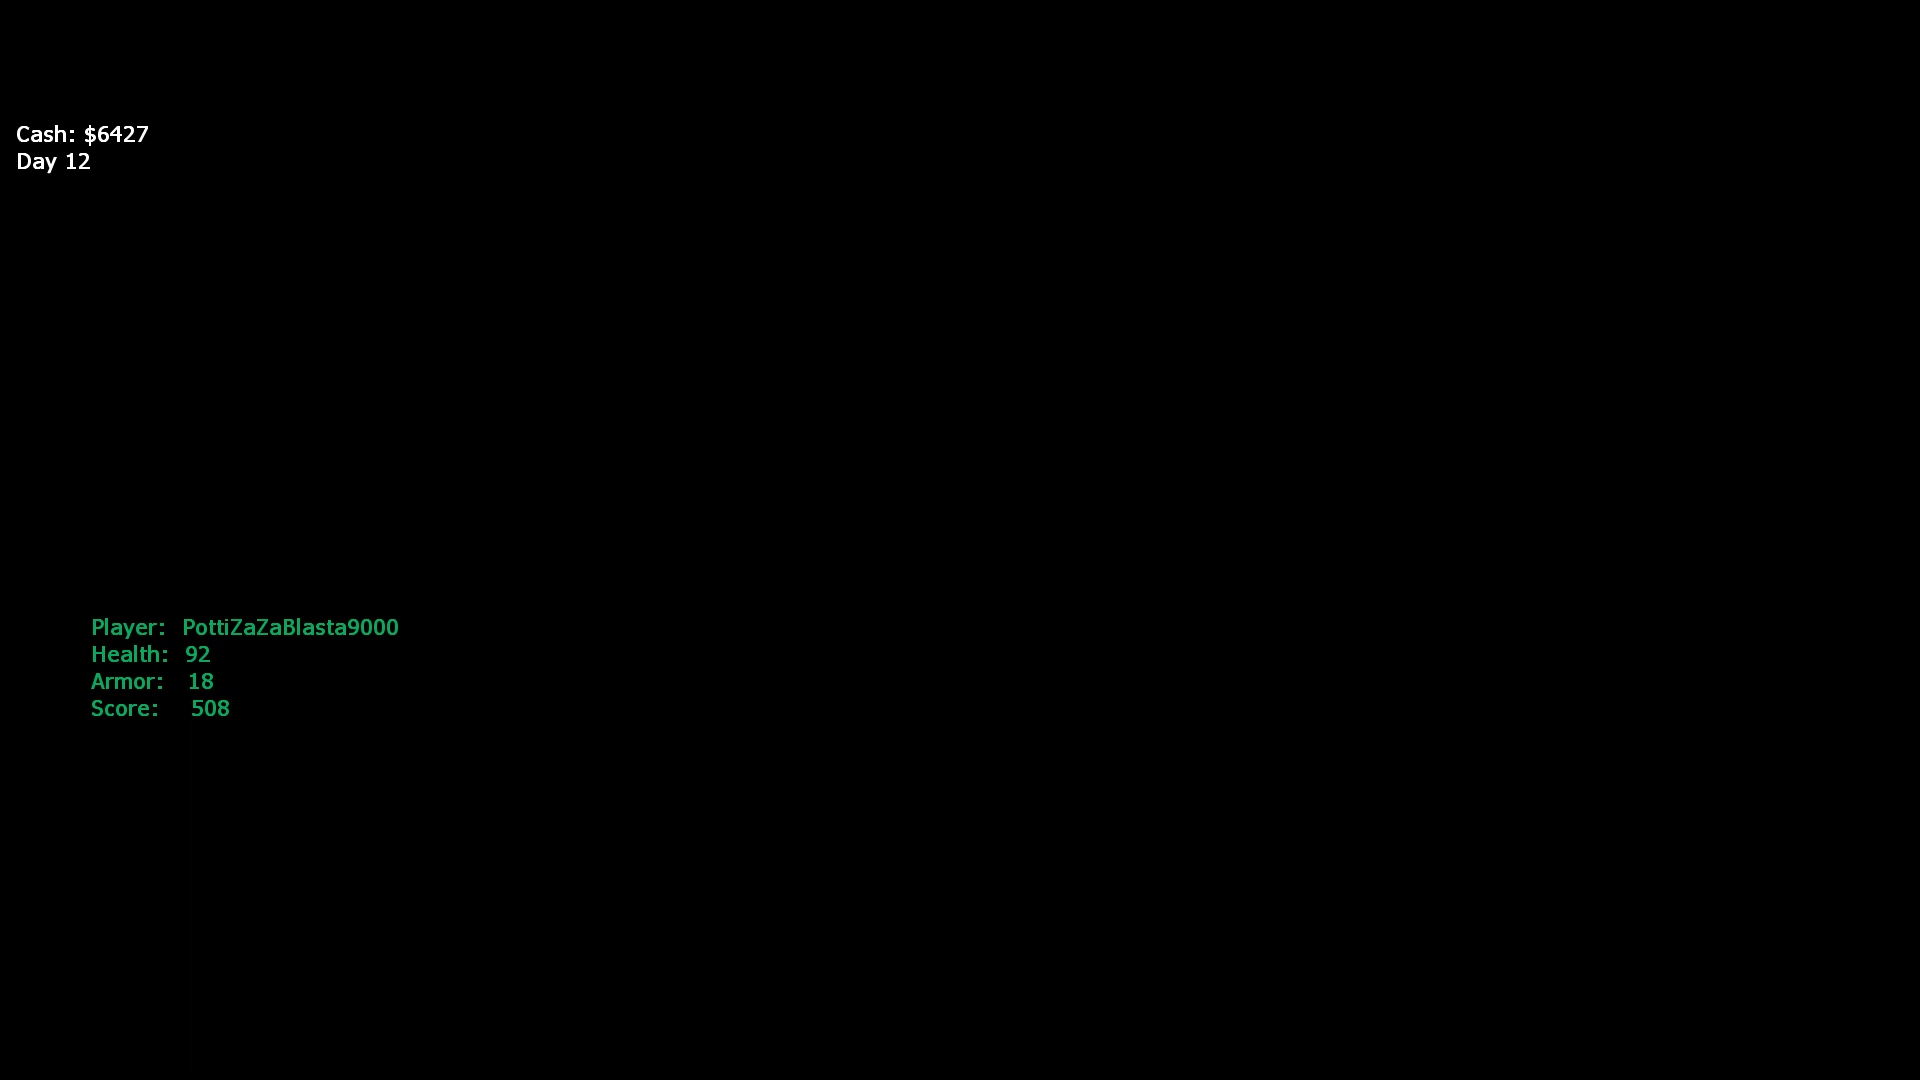 Cash: $6427
Day 12
Player: PottiZaZaBlasta9000
Health: 92
Armor: 18
Score: 508